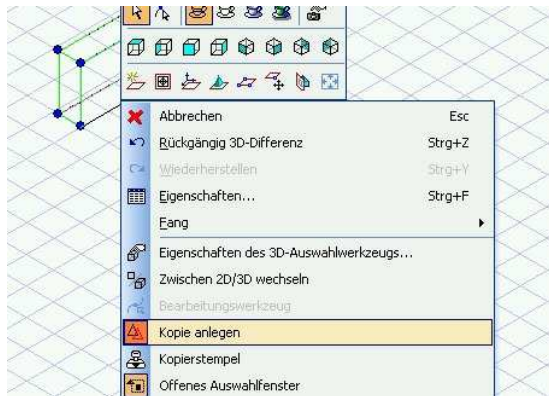 Abbrechen Esc
Rückgängig 3D-Differenz Strg+Z
Wiederherstellen Strg+Y
Eigenschaften... Strg+F
Fang
Eigenschaften des 3D-Auswahlwerkzeugs...
Zwischen 2D/3D wechseln
Bearbeitungswerkzeug
Kopie anlegen
Kopierstempel
Offenes Auswahlfenster